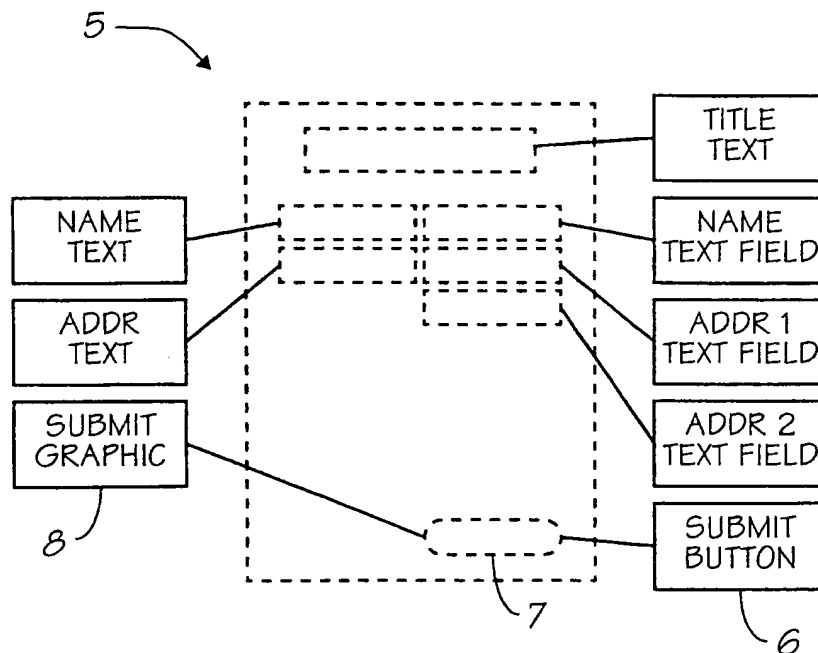 5
TITLE
TEXT
NAME
TEXT
NAME
TEXT FIELD
ADDR
TEXT
ADDR 1
TEXT FIELD
SUBMIT
GRAPHIC
ADDR 2
TEXT FIELD
8
SUBMIT
BUTTON
7
6